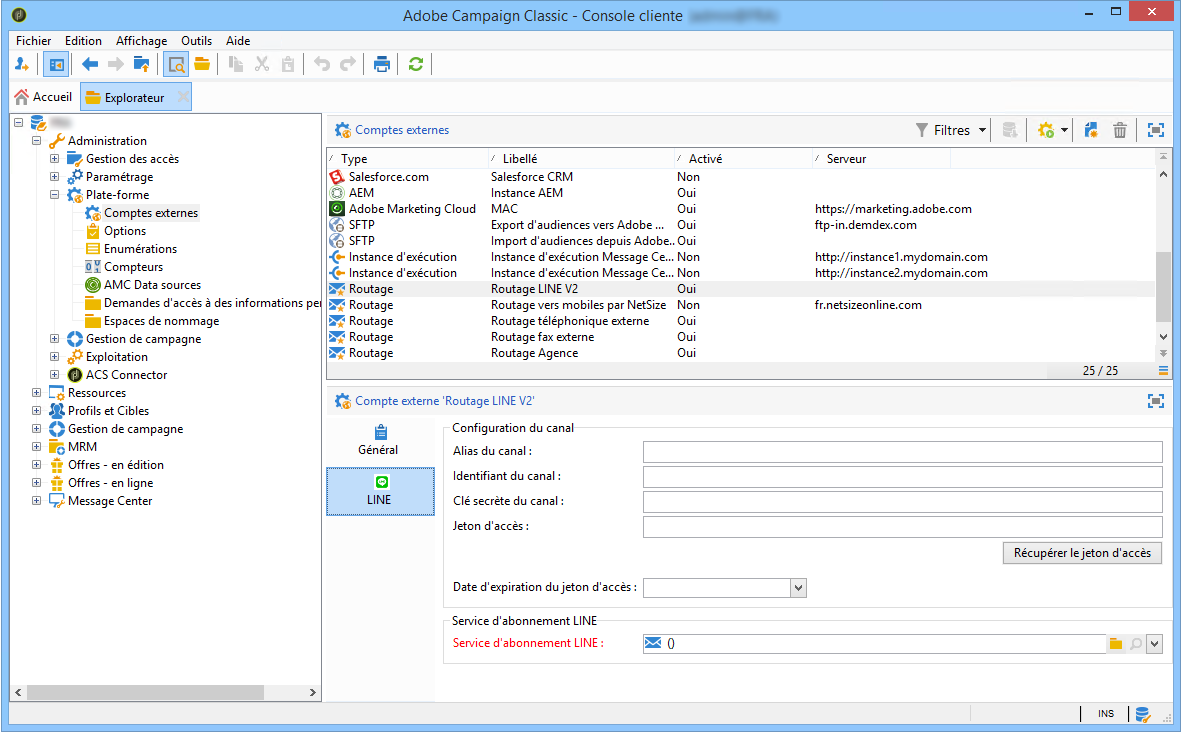 Adobe Campaign Classic - Console cliente
Fichier Edition Affichage Outils Aide
Accueil Explorateur
Administration
Gestion des accès
Paramétrage
Plate-forme
Comptes externes
Options
Enumérations
Compteurs
AMC Data sources
Demandes d'accès à des informations per
Espaces de nommage
Gestion de campagne
Exploitation
ACS Connector
Ressources
Profils et Cibles
Gestion de campagne
MRM
Offres - en édition
Offres - en ligne
Message Center
Comptes externes Filtres
Type Libellé Activé Serveur
Salesforce.com Salesforce CRM Non
AEM Instance AEM Oui
Adobe Marketing Cloud MAC Oui https://marketing.adobe.com
SFTP Export d'audiences vers Adobe ... Oui ftp-in.demdex.com
SFTP Import d'audiences depuis Adobe... Oui
Instance d'exécution Instance d'exécution Message Ce... Non http://instance1.mydomain.com
Instance d'exécution Instance d'exécution Message Ce... Non http://instance2.mydomain.com
Routage Routage LINE V2 Oui
Routage Routage vers mobiles par NetSize Non fr.netsizeonline.com
Routage Routage téléphonique externe Oui
Routage Routage fax externe Oui
Routage Routage Agence Oui
25 / 25
Compte externe 'Routage LINE V2'
Général
LINE
Configuration du canal
Alias du canal :
Identifiant du canal :
Clé secrète du canal :
Jeton d'accès :
Récupérer le jeton d'accès
Date d'expiration du jeton d'accès :
Service d'abonnement LINE
Service d'abonnement LINE : ()
INS